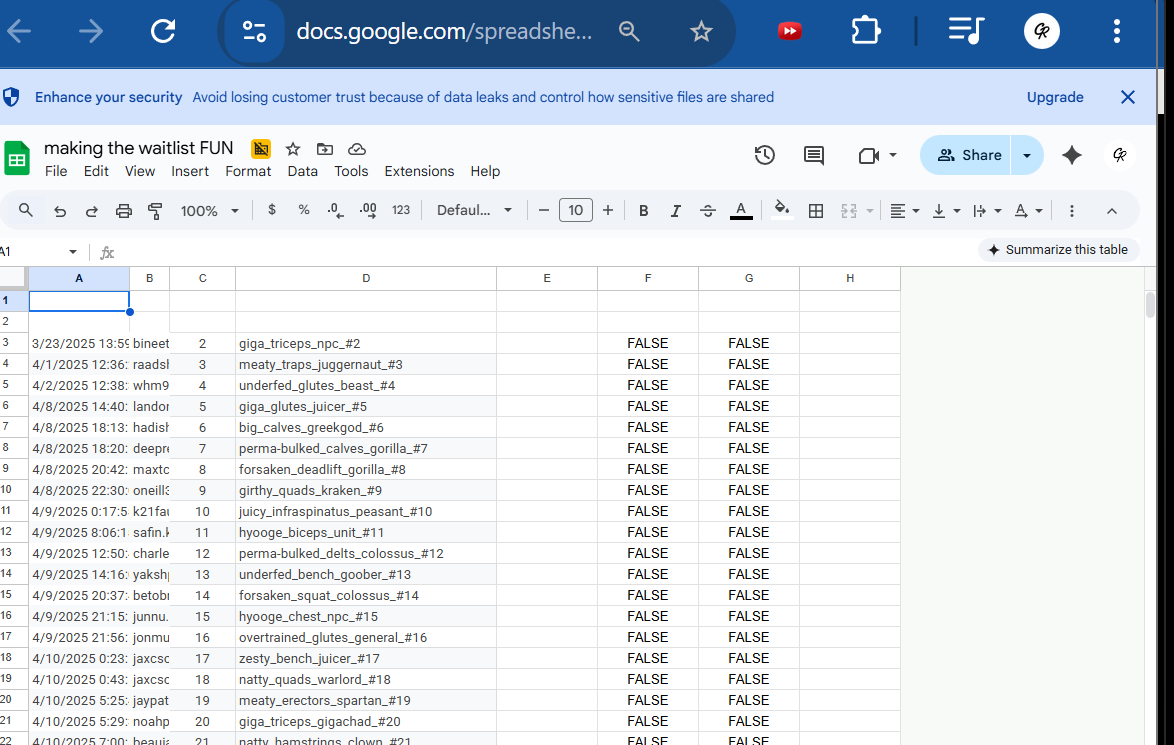 docs.google.com/spreadshe...
Enhance your security Avoid losing customer trust because of data leaks and control how sensitive files are shared Upgrade
making the waitlist FUN
File Edit View Insert Format Data Tools Extensions Help
Share
100% $ % .0 .00 123 Defaul... 10 B I S A
A1 fx Summarize this table
A B C D E F G H
1
2
3 3/23/2025 13:59 bineet 2 giga_triceps_npc_#2 FALSE FALSE
4 4/1/2025 12:36: raadsh 3 meaty_traps_juggernaut_#3 FALSE FALSE
5 4/2/2025 12:38: whm9 4 underfed_glutes_beast_#4 FALSE FALSE
6 4/8/2025 14:40: landor 5 giga_glutes_juicer_#5 FALSE FALSE
7 4/8/2025 18:13: hadish 6 big_calves_greekgod_#6 FALSE FALSE
8 4/8/2025 18:20: deepre 7 perma-bulked_calves_gorilla_#7 FALSE FALSE
9 4/8/2025 20:42: maxtc 8 forsaken_deadlift_gorilla_#8 FALSE FALSE
10 4/8/2025 22:30: oneill3 9 girthy_quads_kraken_#9 FALSE FALSE
11 4/9/2025 0:17:5 k21fau 10 juicy_infraspinatus_peasant_#10 FALSE FALSE
12 4/9/2025 8:06:1 safin.k 11 hyooge_biceps_unit_#11 FALSE FALSE
13 4/9/2025 12:50: charle 12 perma-bulked_delts_colossus_#12 FALSE FALSE
14 4/9/2025 14:16: yakshp 13 underfed_bench_goober_#13 FALSE FALSE
15 4/9/2025 20:37: betobr 14 forsaken_squat_colossus_#14 FALSE FALSE
16 4/9/2025 21:15: junnu. 15 hyooge_chest_npc_#15 FALSE FALSE
17 4/9/2025 21:56: jonmu 16 overtrained_glutes_general_#16 FALSE FALSE
18 4/10/2025 0:23: jaxcsc 17 zesty_bench_juicer_#17 FALSE FALSE
19 4/10/2025 0:43: jaxcsc 18 natty_quads_warlord_#18 FALSE FALSE
20 4/10/2025 5:25: jaypat 19 meaty_erectors_spartan_#19 FALSE FALSE
21 4/10/2025 5:29: noahp 20 giga_triceps_gigachad_#20 FALSE FALSE
22 4/10/2025 7:00: beauja 21 natty_hamstrings_clown_#21 FALSE FALSE